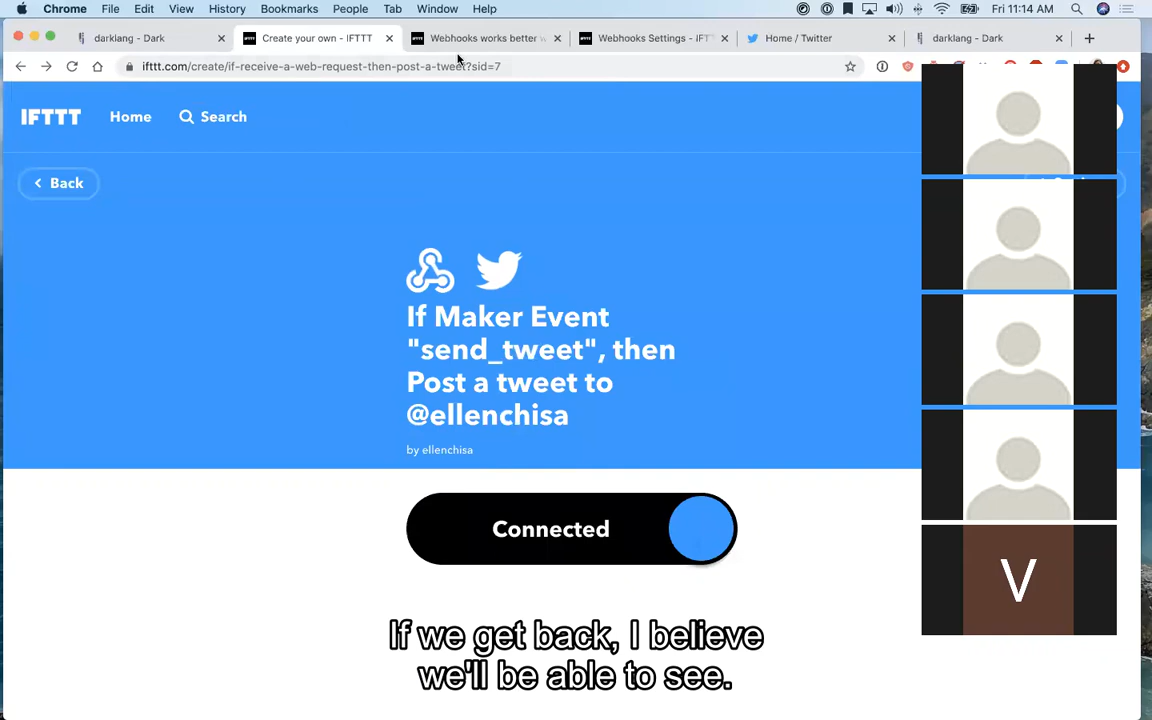 Chrome File Edit View History Bookmarks People Tab Window Help Fri 11:14 AM
darklang - Dark
Create your own - IFTTT
Webhooks works better
Webhooks Settings - IFTT
Home / Twitter
darklang - Dark
ifttt.com/create/if-receive-a-web-request-then-post-a-tweet?sid=7
IFTTT Home Search
Back
If Maker Event
"send_tweet", then
Post a tweet to
@ellenchisa
by ellenchisa
Connected
V
If we get back, I believe
we'll be able to see.